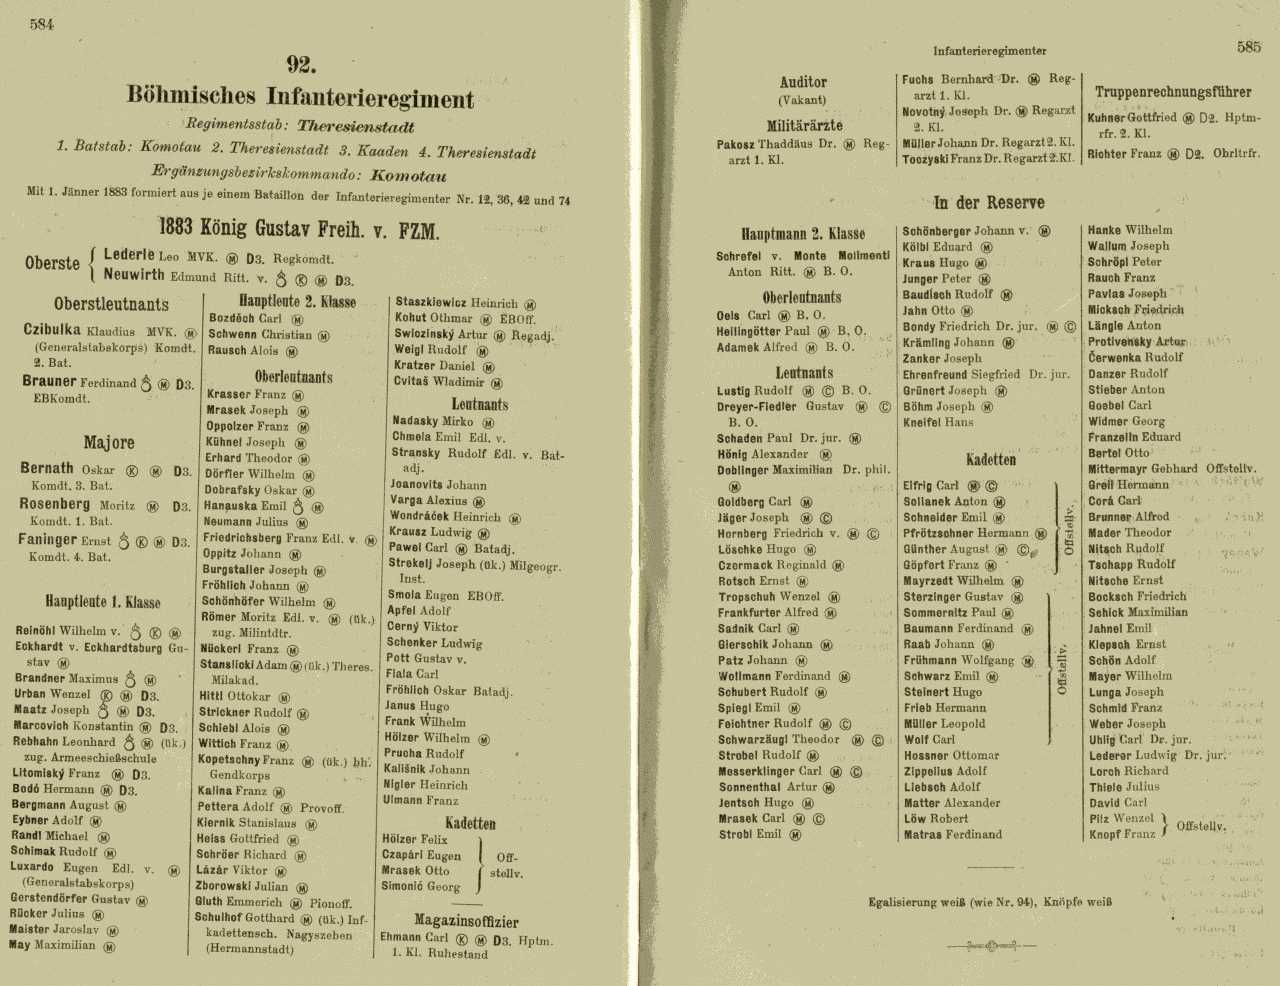 584
92.
Böhmisches Infanterieregiment
Regimentsstab: Theresienstadt
1. Batstab: Komotau 2. Theresienstadt 3. Kaaden 4. Theresienstadt
Ergänzungsbezirkskommando: Komotau
Mit 1. Jänner 1883 formiert aus je einem Bataillon der Infanterieregimenter Nr. 12, 36, 42 und 74
1883 König Gustav Freih. v. FZM.
Oberste
Lederle Leo MVK. Ⓜ D3. Regkomdt.
Neuwirth Edmund Ritt. v. Ⓚ Ⓜ D3.
Oberstleutnants
Czibulka Klaudius MVK. Ⓜ
(Generalstabskorps) Komdt.
2. Bat.
Brauner Ferdinand Ⓜ D3.
EBKomdt.
Majore
Bernath Oskar Ⓚ Ⓜ D3.
Komdt. 3. Bat.
Rosenberg Moritz Ⓜ D3.
Komdt. 1. Bat.
Faninger Ernst Ⓚ Ⓜ D3.
Komdt. 4. Bat.
Hauptleute 1. Klasse
Reinöhl Wilhelm v. Ⓚ Ⓜ
Eckhardt v. Eckhardtsburg Gu-
stav Ⓜ
Brandner Maximus Ⓜ
Urban Wenzel Ⓚ Ⓜ D3.
Maatz Joseph Ⓜ D3.
Marcovich Konstantin Ⓜ D3.
Rebhahn Leonhard Ⓜ (ük.)
zug. Armeeschießschule
Litomiský Franz Ⓜ D3.
Bodó Hermann Ⓜ D3.
Bergmann August Ⓜ
Eybner Adolf Ⓜ
Randl Michael Ⓜ
Schimak Rudolf Ⓜ
Luxardo Eugen Edl. v. Ⓜ
(Generalstabskorps)
Gerstendörfer Gustav Ⓜ
Rücker Julius Ⓜ
Maister Jaroslav Ⓜ
May Maximilian Ⓜ
Hauptleute 2. Klasse
Bozděch Carl Ⓜ
Schwenn Christian Ⓜ
Rausch Alois Ⓜ
Oberleutnants
Krasser Franz Ⓜ
Mrasek Joseph Ⓜ
Oppolzer Franz Ⓜ
Kühnel Joseph Ⓜ
Erhard Theodor Ⓜ
Dörfler Wilhelm Ⓜ
Dobrafsky Oskar Ⓜ
Hanauska Emil Ⓜ
Neumann Julius Ⓜ
Friedrichsberg Franz Edl. v. Ⓜ
Oppitz Johann Ⓜ
Burgstaller Joseph Ⓜ
Fröhlich Johann Ⓜ
Schönhöfer Wilhelm Ⓜ
Römer Moritz Edl. v. Ⓜ (ük.)
zug. Milintdtr.
Nückerl Franz Ⓜ
Stanslicki Adam Ⓜ (ük.) Theres.
Milakad.
Hittl Ottokar Ⓜ
Strickner Rudolf Ⓜ
Schiebl Alois Ⓜ
Wittich Franz Ⓜ
Kopetschny Franz Ⓜ (ük.) bh.
Gendkorps
Kalina Franz Ⓜ
Pettera Adolf Ⓜ Provoff.
Kiernik Stanislaus Ⓜ
Heiss Gottfried Ⓜ
Schröer Richard Ⓜ
Lázár Viktor Ⓜ
Zborowski Julian Ⓜ
Gluth Emmerich Ⓜ Pionoff.
Schulhof Gotthard Ⓜ (ük.) Inf-
kadettensch. Nagyszeben
(Hermannstadt)
Staszkiewicz Heinrich Ⓜ
Kohut Othmar Ⓜ EBOff.
Swiczinský Artur Ⓜ Regadj.
Weigl Rudolf Ⓜ
Kratzer Daniel Ⓜ
Cvitaš Wladimir Ⓜ
Leutnants
Nadasky Mirko Ⓜ
Chmela Emil Edl. v.
Stransky Rudolf Edl. v. Bat-
adj.
Joanovits Johann
Varga Alexius Ⓜ
Wondráček Heinrich Ⓜ
Krausz Ludwig Ⓜ
Pawel Carl Ⓜ Batadj.
Strekelj Joseph (ük.) Milgeogr.
Inst.
Smola Eugen EBOff.
Apfel Adolf
Černý Viktor
Schenker Ludwig
Pott Gustav v.
Fiala Carl
Fröhlich Oskar Batadj.
Janus Hugo
Frank Wilhelm
Hölzer Wilhelm Ⓜ
Prucha Rudolf
Kališnik Johann
Nigler Heinrich
Ulmann Franz
Kadetten
Hölzer Felix
Czapári Eugen
Mrasek Otto
Simonić Georg
Off-
stellv.
Magazinsoffizier
Ehmann Carl Ⓚ Ⓜ D3. Hptm.
1. Kl. Ruhestand
Infanterieregimenter
585
Auditor
(Vakant)
Militärärzte
Pakosz Thaddäus Dr. Ⓜ Reg-
arzt 1. Kl.
Fuchs Bernhard Dr. Ⓜ Reg-
arzt 1. Kl.
Novotný Joseph Dr. Ⓜ Regarzt
2. Kl.
Müller Johann Dr. Regarzt 2. Kl.
Toczyski Franz Dr. Regarzt 2. Kl.
Truppenrechnungsführer
Kuhner Gottfried Ⓜ D2. Hptm-
rfr. 2. Kl.
Richter Franz Ⓜ D2. Obrltrfr.
In der Reserve
Hauptmann 2. Klasse
Schrefel v. Monte Molimenti
Anton Ritt. Ⓜ B. O.
Oberleutnants
Oels Carl Ⓜ B. O.
Heilingötter Paul Ⓜ B. O.
Adamek Alfred Ⓜ B. O.
Leutnants
Lustig Rudolf Ⓜ Ⓒ B. O.
Dreyer-Fiedler Gustav Ⓜ Ⓒ
B. O.
Schaden Paul Dr. jur. Ⓜ
Hönig Alexander Ⓜ
Doblinger Maximilian Dr. phil.
Ⓜ
Goldberg Carl Ⓜ
Jäger Joseph Ⓜ Ⓒ
Hornberg Friedrich v. Ⓜ Ⓒ
Löschke Hugo Ⓜ
Czermack Reginald Ⓜ
Rotsch Ernst Ⓜ
Tropschuh Wenzel Ⓜ
Frankfurter Alfred Ⓜ
Sadnik Carl Ⓜ
Gierschik Johann Ⓜ
Patz Johann Ⓜ
Wollmann Ferdinand Ⓜ
Schubert Rudolf Ⓜ
Spiegl Emil Ⓜ
Feichtner Rudolf Ⓜ Ⓒ
Schwarzäugl Theodor Ⓜ Ⓒ
Strobel Rudolf Ⓜ
Messerklinger Carl Ⓜ Ⓒ
Sonnenthal Artur Ⓜ
Jentsch Hugo Ⓜ
Mrasek Carl Ⓜ Ⓒ
Strobl Emil Ⓜ
Schönberger Johann v. Ⓜ
Kölbl Eduard Ⓜ
Kraus Hugo Ⓜ
Junger Peter Ⓜ
Baudisch Rudolf Ⓜ
Jahn Otto Ⓜ
Bondy Friedrich Dr. jur. Ⓜ Ⓒ
Krämling Johann Ⓜ
Zanker Joseph
Ehrenfreund Siegfried Dr. jur.
Grünert Joseph Ⓜ
Böhm Joseph Ⓜ
Kneifel Hans
Kadetten
Elfrig Carl Ⓜ Ⓒ
Sollanek Anton Ⓜ
Schneider Emil Ⓜ
Pfrötzschner Hermann Ⓜ
Günther August Ⓜ Ⓒ
Göpfort Franz Ⓜ
Offstellv.
Mayrzedt Wilhelm Ⓜ
Sterzinger Gustav Ⓜ
Sommernitz Paul Ⓜ
Baumann Ferdinand Ⓜ
Raab Johann Ⓜ
Frühmann Wolfgang Ⓜ
Schwarz Emil Ⓜ
Steinert Hugo
Frieb Hermann
Müller Leopold
Wolf Carl
Offstellv.
Hossner Ottomar
Zippelius Adolf
Liebsch Adolf
Matter Alexander
Löw Robert
Matras Ferdinand
Hanke Wilhelm
Wallum Joseph
Schröpl Peter
Rauch Franz
Pavlas Joseph
Micksch Friedrich
Längle Anton
Protivenský Artur
Červenka Rudolf
Danzer Rudolf
Stieber Anton
Goebel Carl
Widmer Georg
Franzelin Eduard
Bertel Otto
Mittermayr Gebhard Offstellv.
Greil Hermann
Corá Carl
Brunner Alfred
Mader Theodor
Nitsch Rudolf
Tschapp Rudolf
Nitsche Ernst
Bocksch Friedrich
Sehick Maximilian
Jahnel Emil
Klepsch Ernst
Schön Adolf
Mayer Wilhelm
Lunga Joseph
Schmid Franz
Weber Joseph
Uhlig Carl Dr. jur.
Lederer Ludwig Dr. jur.
Lorch Richard
Thiele Julius
David Carl
Pilz Wenzel
Knopf Franz
Offstellv.
Egalisierung weiß (wie Nr. 94), Knöpfe weiß